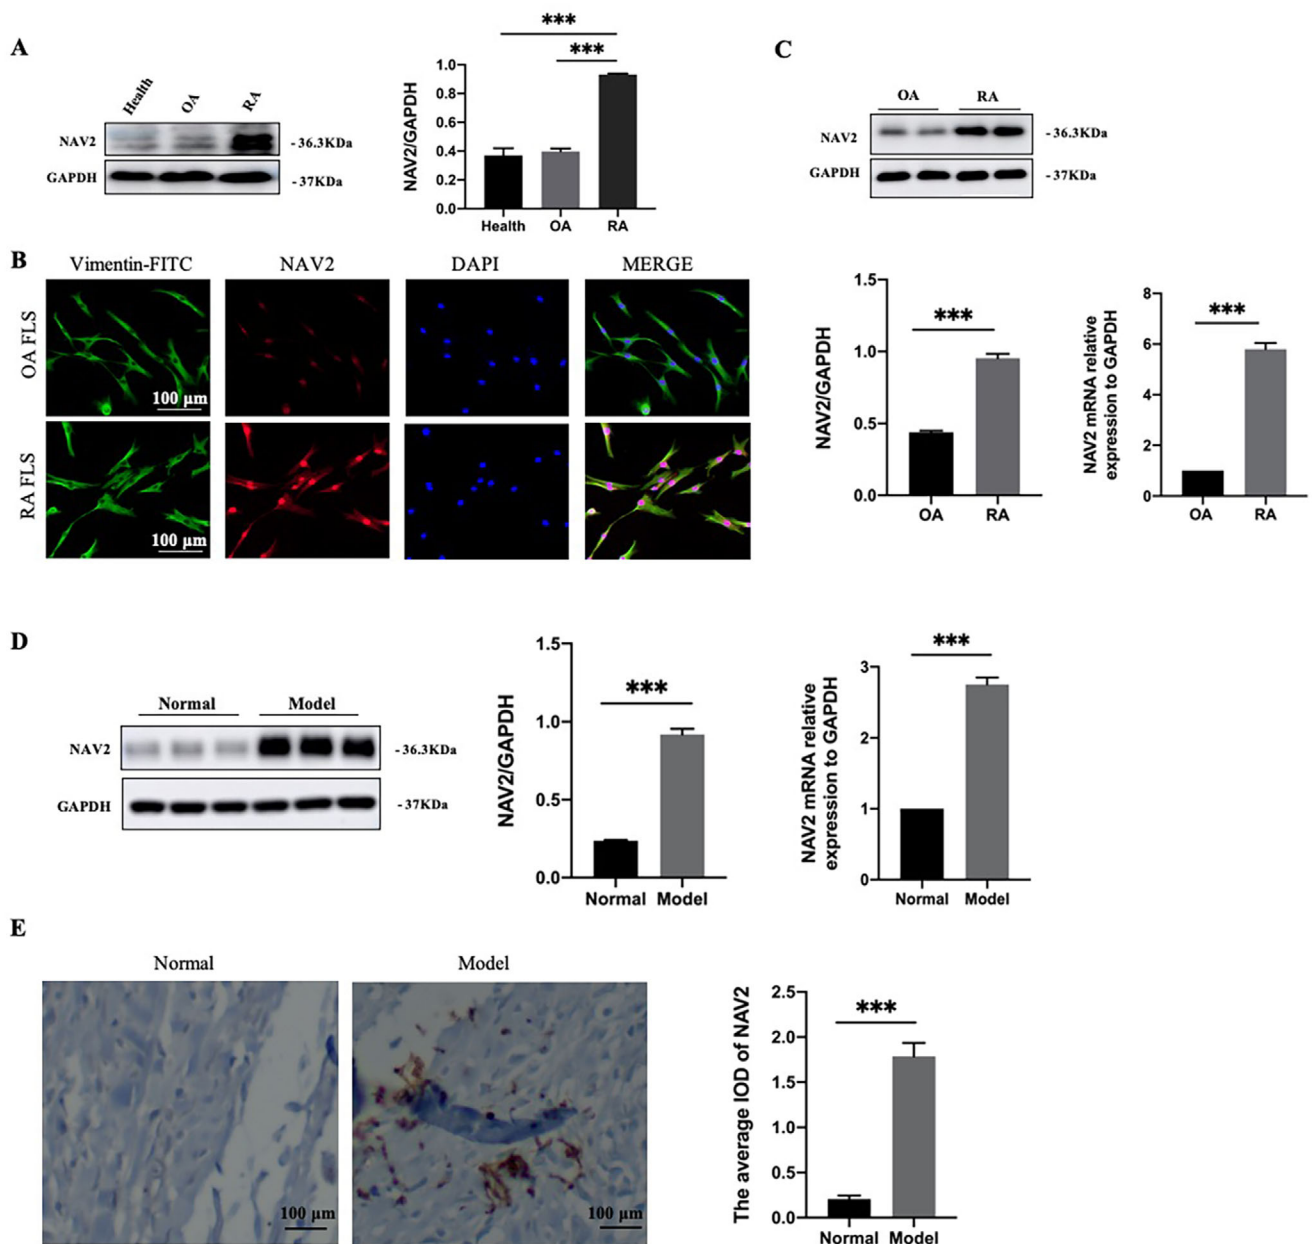 A
Health
OA
RA
NAV2
- 36.3KDa
GAPDH
- 37KDa
***
***
NAV2/GAPDH
1.0
0.8
0.6
0.4
0.2
0.0
Health OA RA
C
OA RA
NAV2
- 36.3KDa
GAPDH
- 37KDa
NAV2/GAPDH
1.5
1.0
0.5
0.0
***
OA RA
NAV2 mRNA relative
expression to GAPDH
8
6
4
2
0
***
OA RA
B
Vimentin-FITC NAV2 DAPI MERGE
OA FLS
100 μm
RA FLS
100 μm
D
Normal Model
NAV2
- 36.3KDa
GAPDH
- 37KDa
NAV2/GAPDH
1.5
1.0
0.5
0.0
***
Normal Model
NAV2 mRNA relative
expression to GAPDH
3
2
1
0
***
Normal Model
E
Normal
100 μm
Model
100 μm
The average IOD of NAV2
2.5
2.0
1.5
1.0
0.5
0.0
***
Normal Model